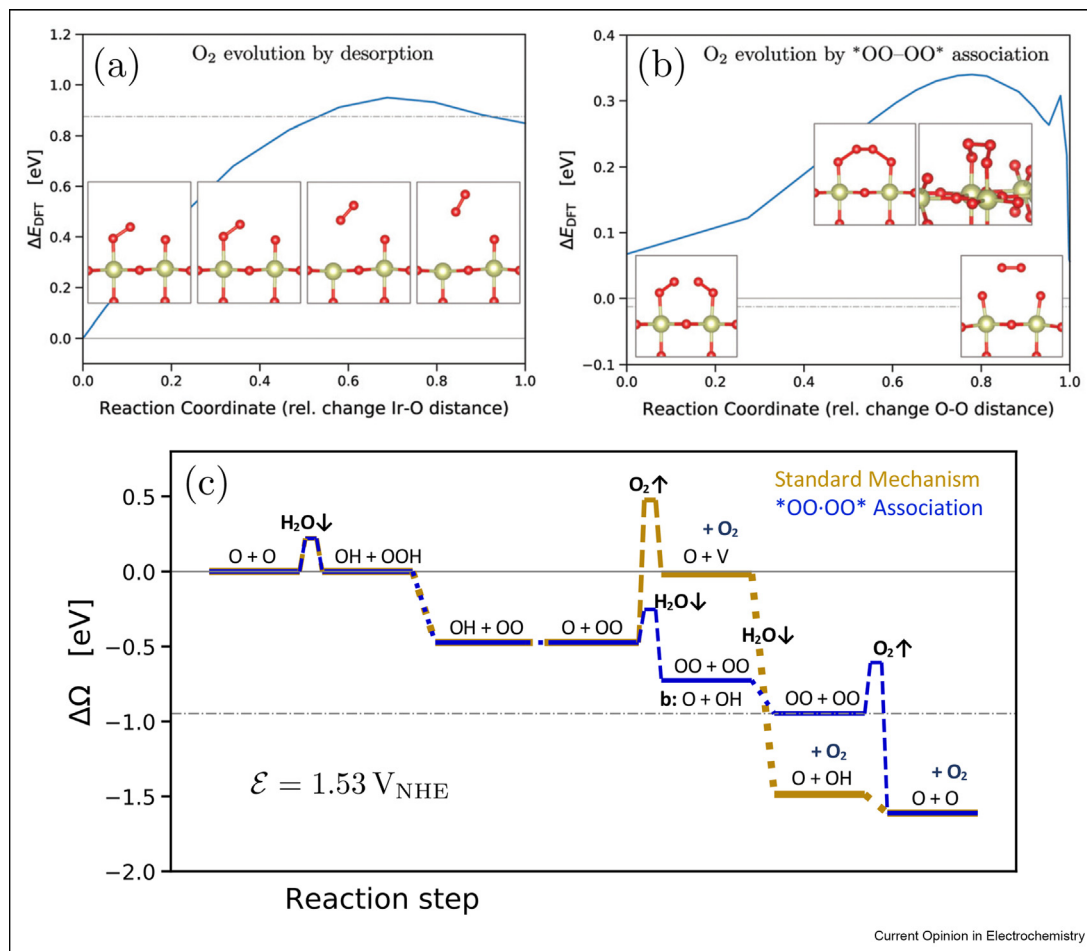 (a)
O₂ evolution by desorption
1.2
1.0
0.8
0.6
0.4
0.2
0.0
ΔE_DFT [eV]
0.0 0.2 0.4 0.6 0.8 1.0
Reaction Coordinate (rel. change Ir-O distance)
(b)
O₂ evolution by *OO–OO* association
0.4
0.3
0.2
0.1
0.0
−0.1
ΔE_DFT [eV]
0.0 0.2 0.4 0.6 0.8 1.0
Reaction Coordinate (rel. change O-O distance)
(c)
Standard Mechanism
*OO·OO* Association
0.5
0.0
−0.5
−1.0
−1.5
−2.0
ΔΩ [eV]
H₂O↓
O + O
OH + OOH
OH + OO
O + OO
O₂↑
+ O₂
O + V
H₂O↓
OO + OO
b: O + OH
H₂O↓
OO + OO
O₂↑
+ O₂
O + OH
+ O₂
O + O
ℰ = 1.53 V_NHE
Reaction step
Current Opinion in Electrochemistry